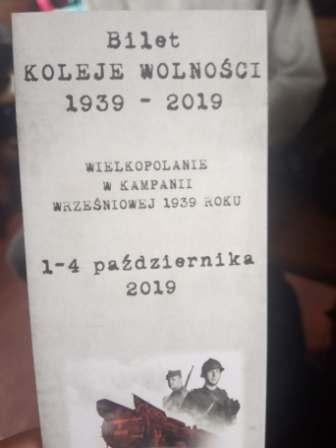 Bilet
KOLEJE WOLNOŚCI
1939 - 2019
WIELKOPOLANIE
W KAMPANII
WRZEŚNIOWEJ 1939 ROKU
1-4 października
2019